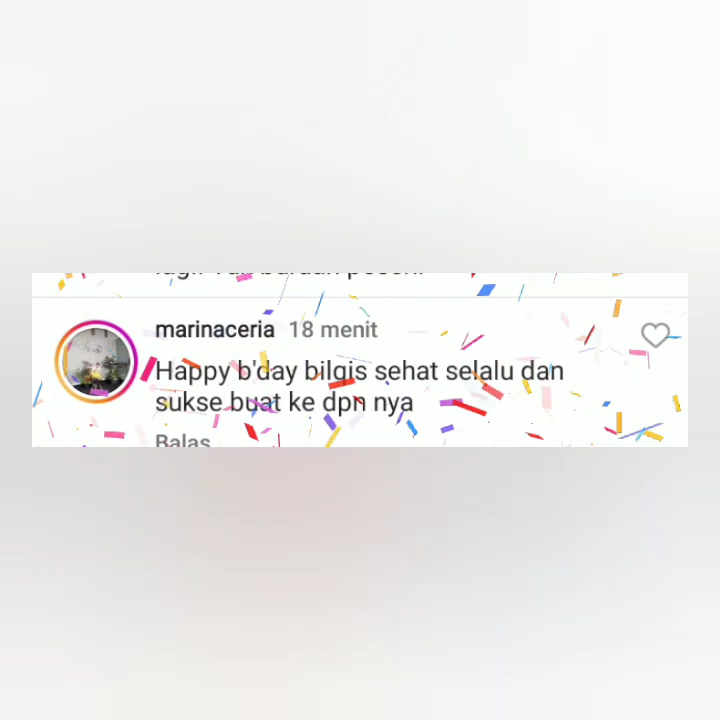 marinaceria 18 menit
Happy b'day bilqis sehat selalu dan
sukse buat ke dpn nya
Balas